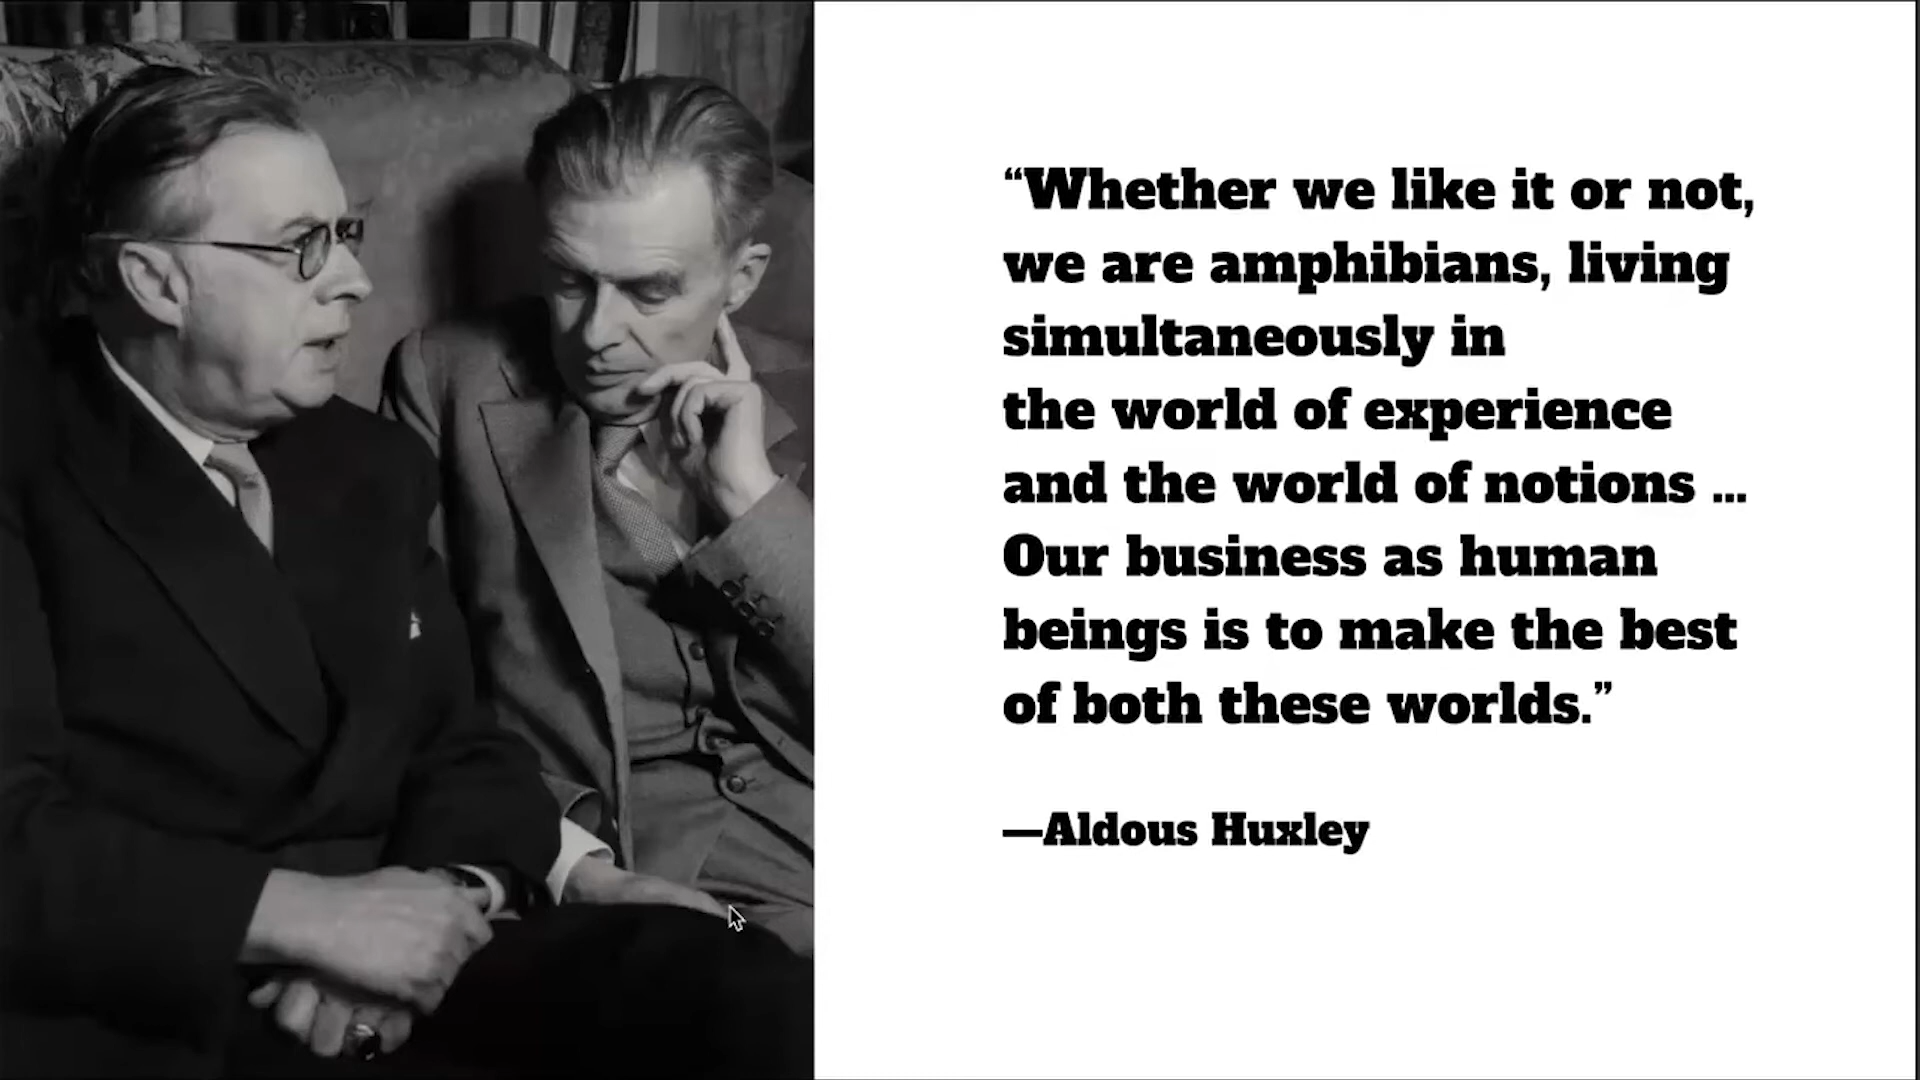 “Whether we like it or not,
we are amphibians, living
simultaneously in
the world of experience
and the world of notions ...
Our business as human
beings is to make the best
of both these worlds.”
—Aldous Huxley